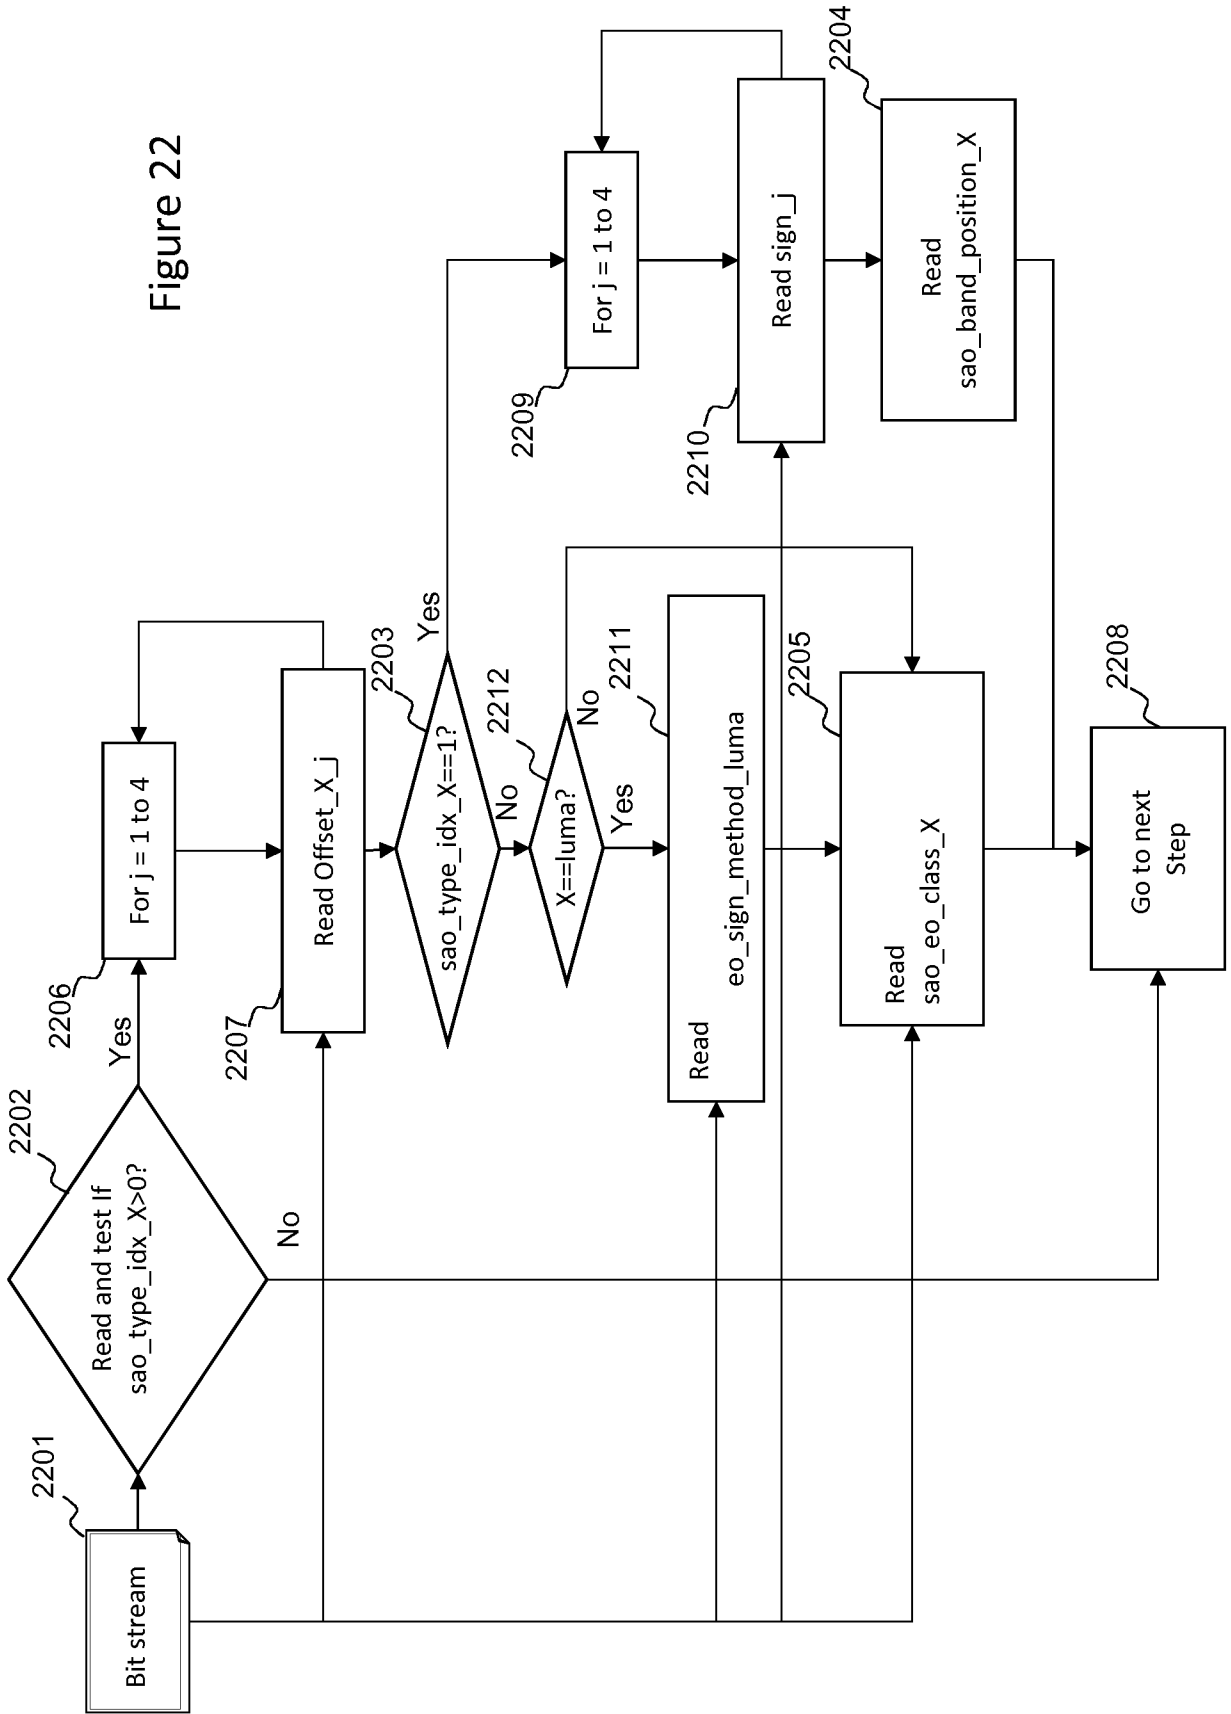 Figure 22
2201
Bit stream
2202
Read and test If
sao_type_idx_X>0?
Yes
No
2206
For j = 1 to 4
2207
Read Offset_X_j
2203
sao_type_idx_X==1?
Yes
No
2212
X==luma?
No
Yes
2211
Read
eo_sign_method_luma
2205
Read
sao_eo_class_X
2209
For j = 1 to 4
2210
Read sign_j
2204
Read
sao_band_position_X
2208
Go to next
Step